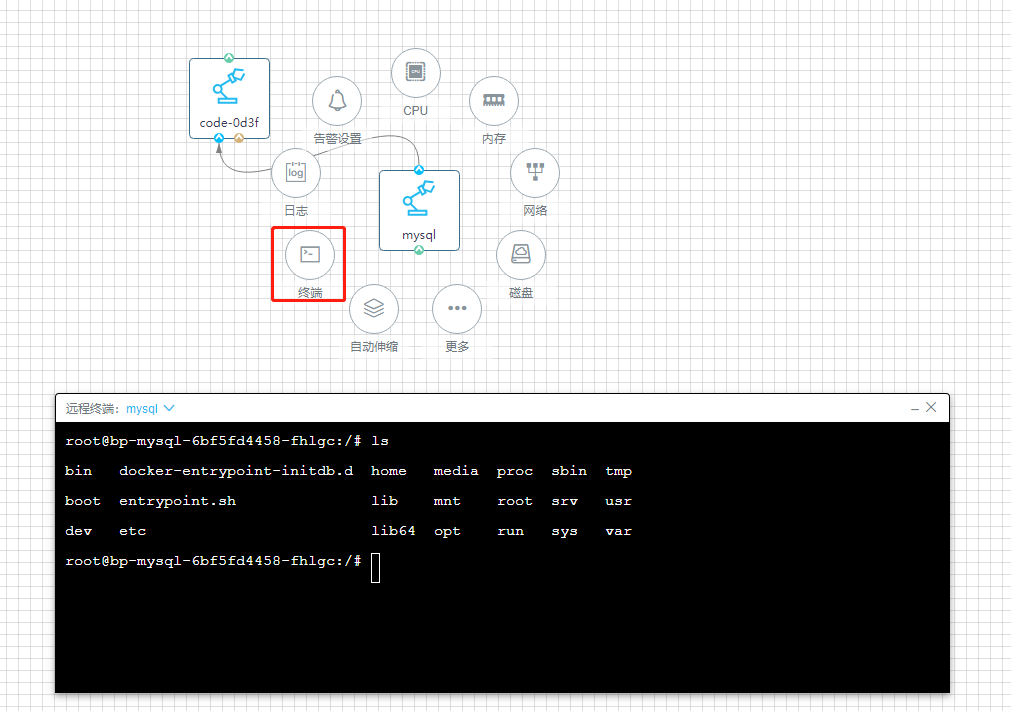 CPU
code-0d3f
告警设置
内存
log
日志
网络
mysql
终端
磁盘
自动伸缩
更多
远程终端: mysql
root@bp-mysql-6bf5fd4458-fhlgc:/# ls
bin docker-entrypoint-initdb.d home media proc sbin tmp
boot entrypoint.sh lib mnt root srv usr
dev etc lib64 opt run sys var
root@bp-mysql-6bf5fd4458-fhlgc:/#